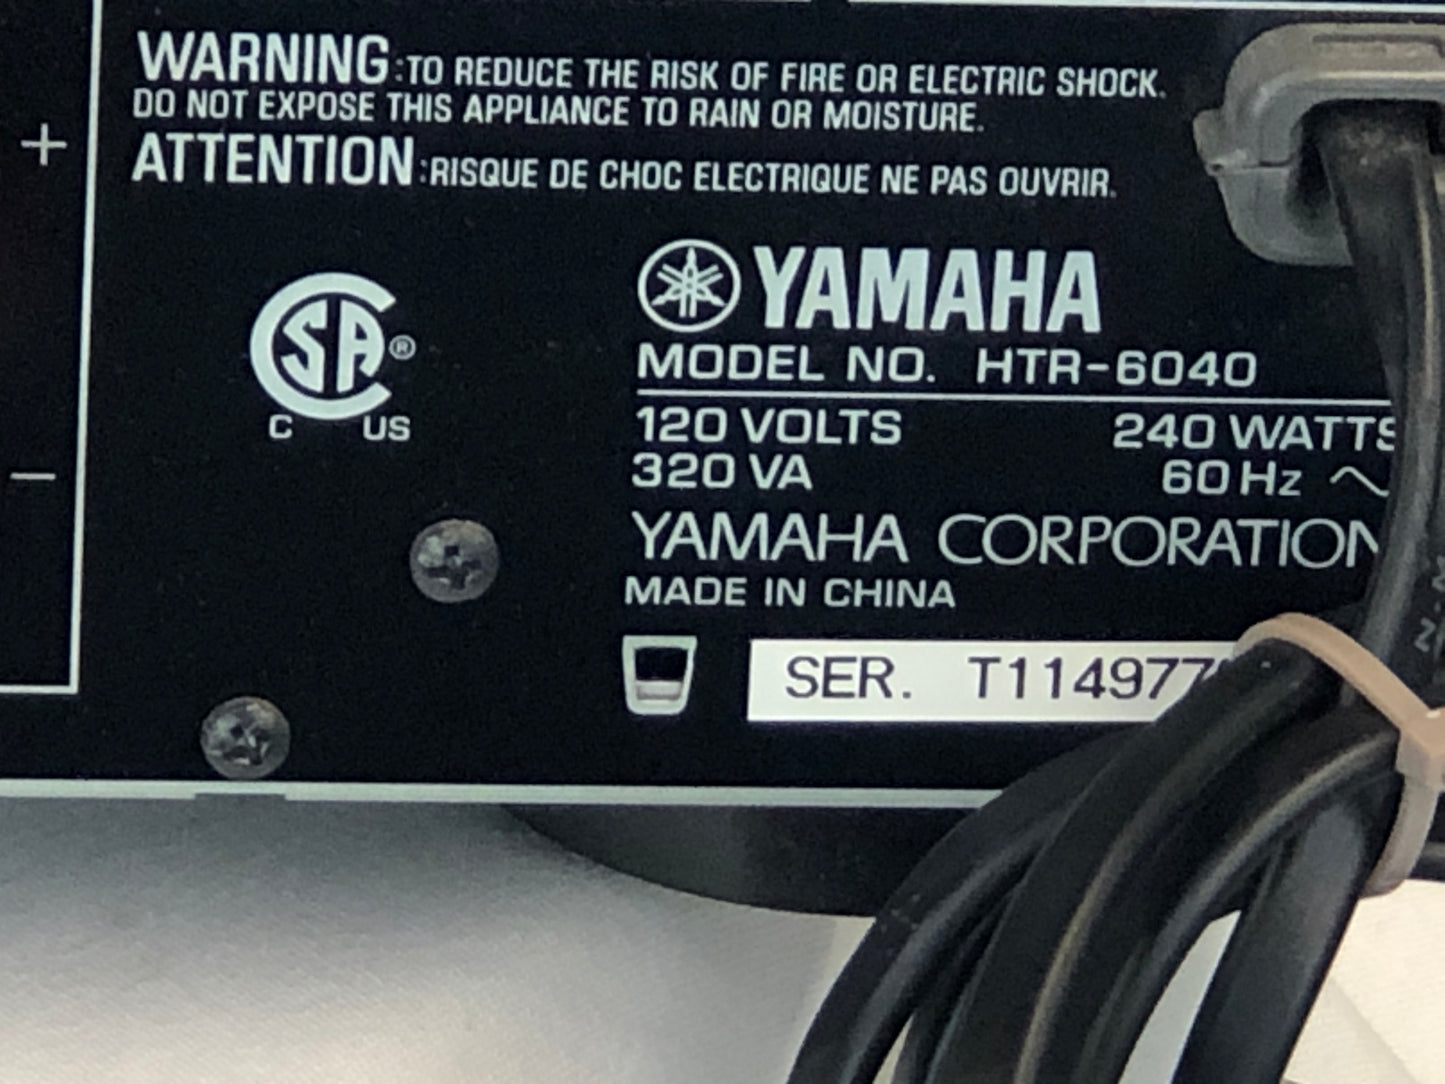 WARNING:TO REDUCE THE RISK OF FIRE OR ELECTRIC SHOCK.
DO NOT EXPOSE THIS APPLIANCE TO RAIN OR MOISTURE.
ATTENTION:RISQUE DE CHOC ELECTRIQUE NE PAS OUVRIR.
+
−
CSA®
C US
YAMAHA
MODEL NO. HTR-6040
120 VOLTS 240 WATTS
320 VA 60 Hz ~
YAMAHA CORPORATION
MADE IN CHINA
SER.